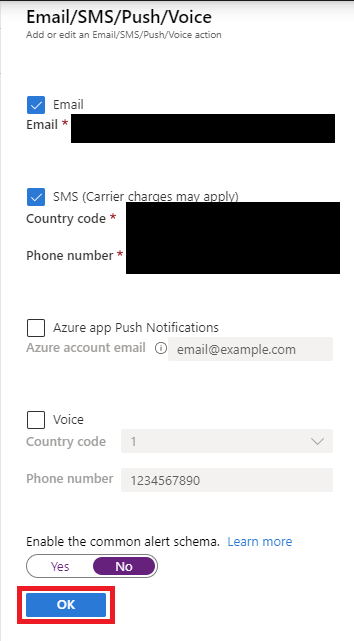 Email/SMS/Push/Voice
Add or edit an Email/SMS/Push/Voice action
Email
Email *
SMS (Carrier charges may apply)
Country code *
Phone number *
Azure app Push Notifications
Azure account email email@example.com
Voice
Country code 1
Phone number 1234567890
Enable the common alert schema. Learn more
Yes No
OK